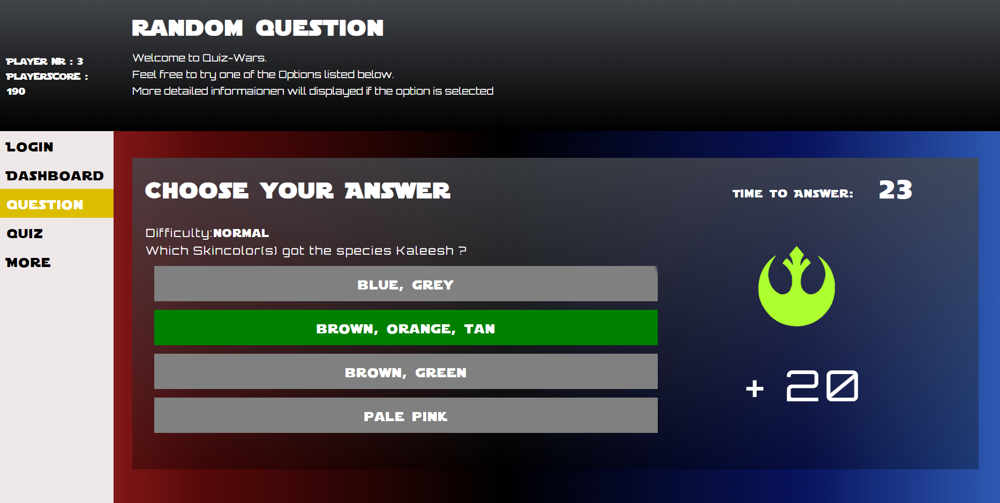 RANDOM QUESTION
Welcome to Quiz-Wars.
Feel free to try one of the Options listed below.
More detailed informaionen will displayed if the option is selected
PLAYER NR : 3
PLAYERSCORE :
190
LOGIN
DASHBOARD
QUESTION
QUIZ
MORE
CHOOSE YOUR ANSWER
TIME TO ANSWER: 23
Difficulty:NORMAL
Which Skincolor(s) got the species Kaleesh ?
BLUE, GREY
BROWN, ORANGE, TAN
BROWN, GREEN
PALE PINK
+ 20